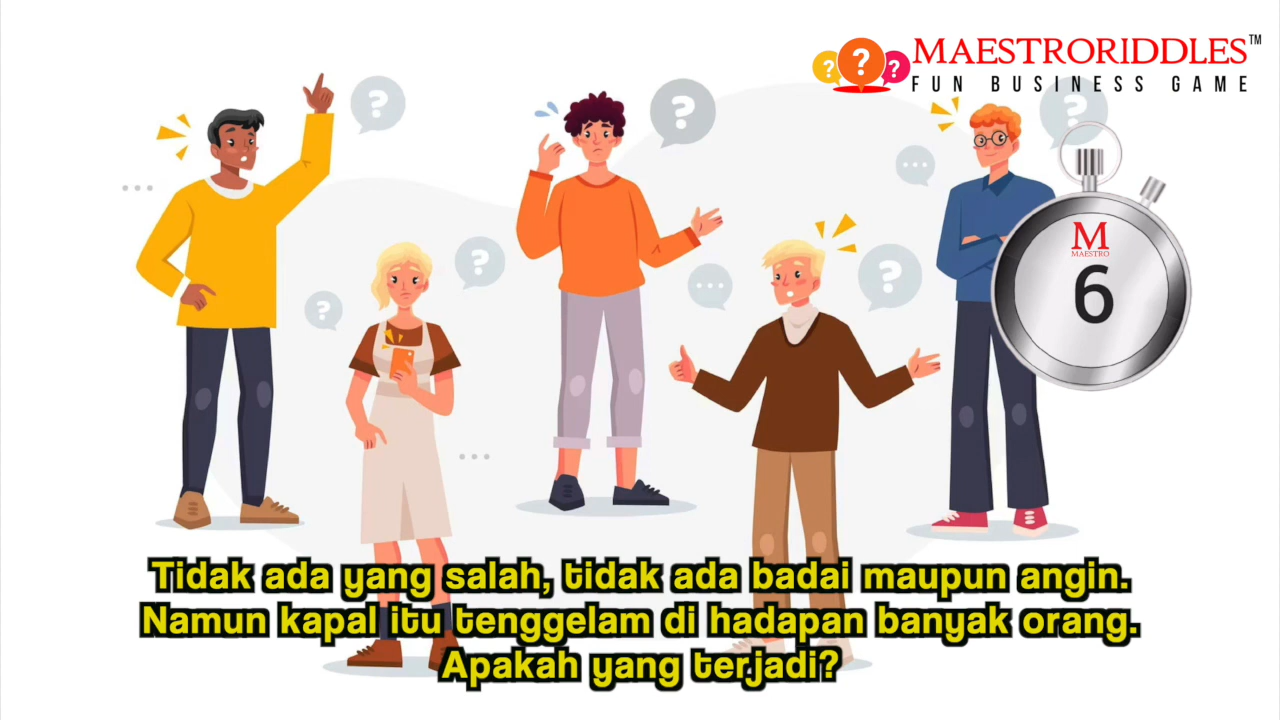 MAESTRORIDDLES™
FUN BUSINESS GAME
? ? ?
?
?
?
?
?
?
?
M
MAESTRO
6
Tidak ada yang salah, tidak ada badai maupun angin.
Namun kapal itu tenggelam di hadapan banyak orang.
Apakah yang terjadi?